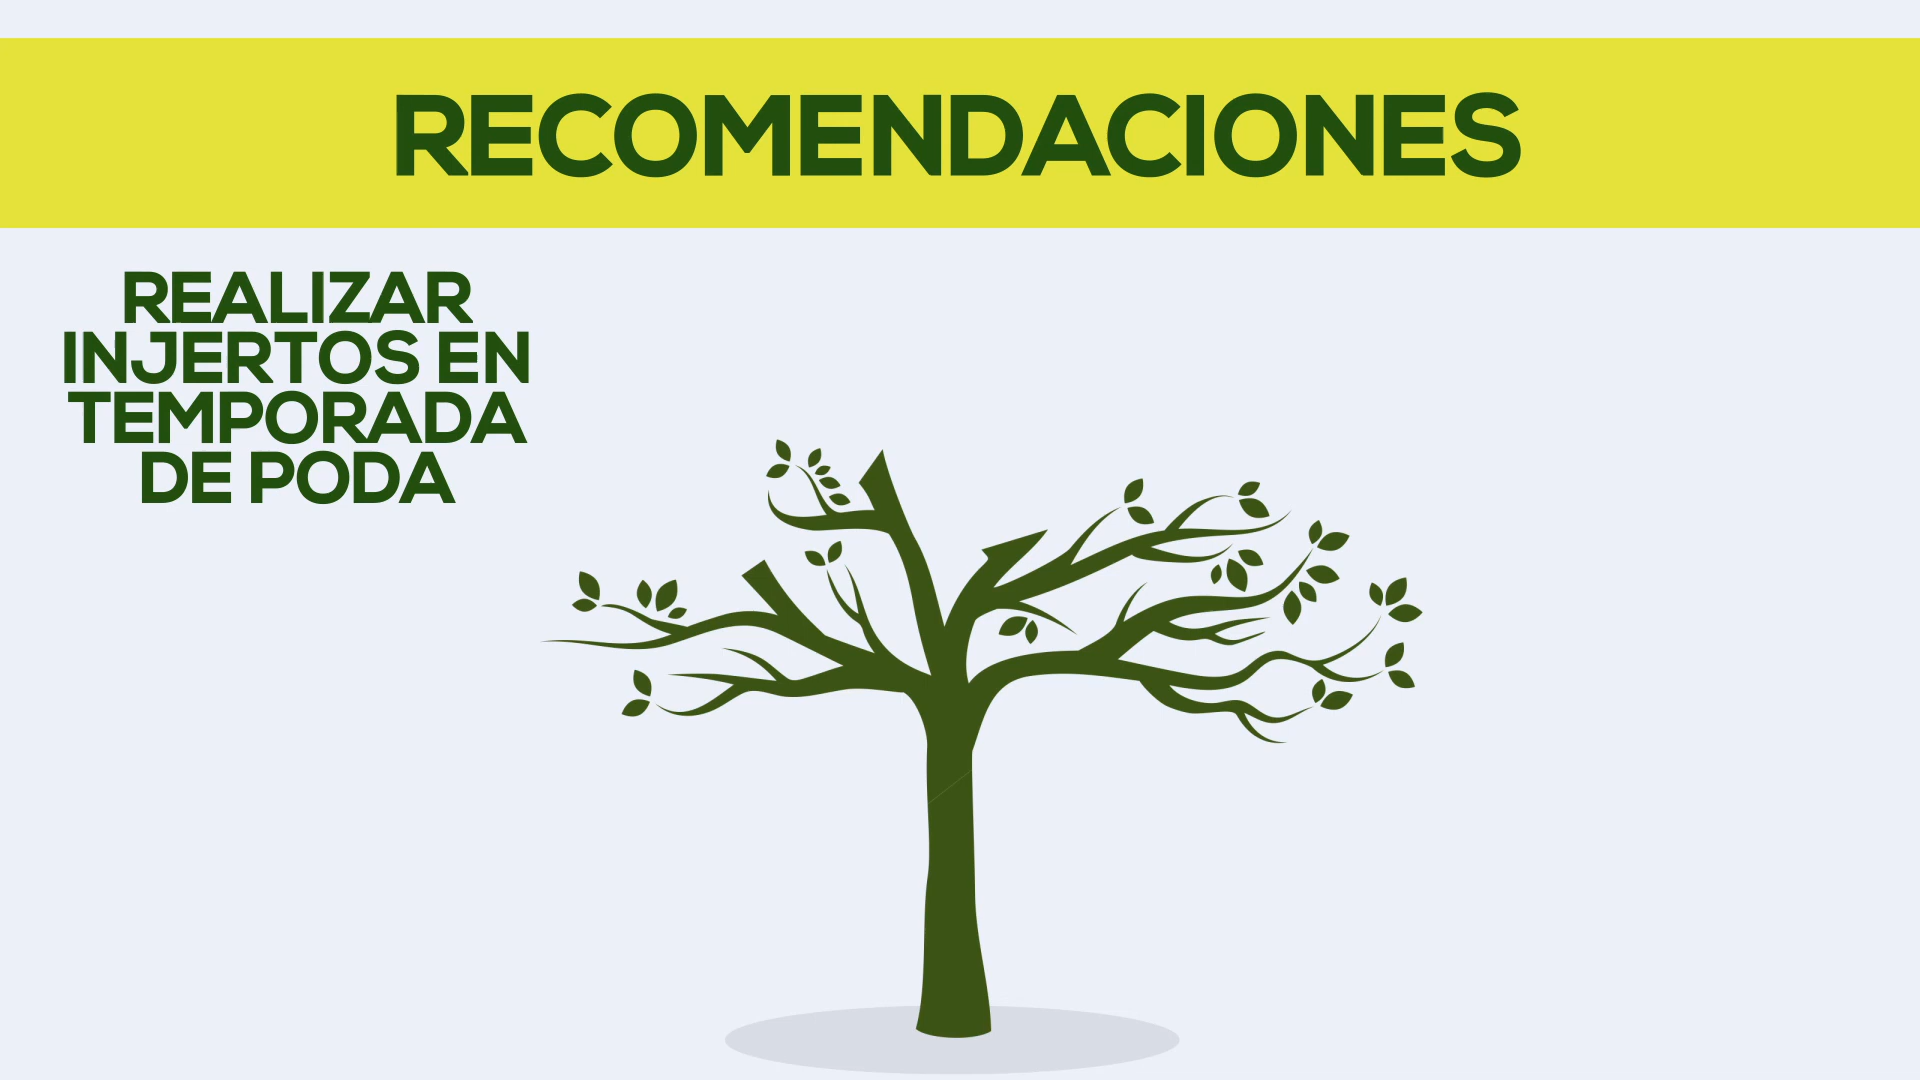 RECOMENDACIONES
REALIZAR
INJERTOS EN
TEMPORADA
DE PODA